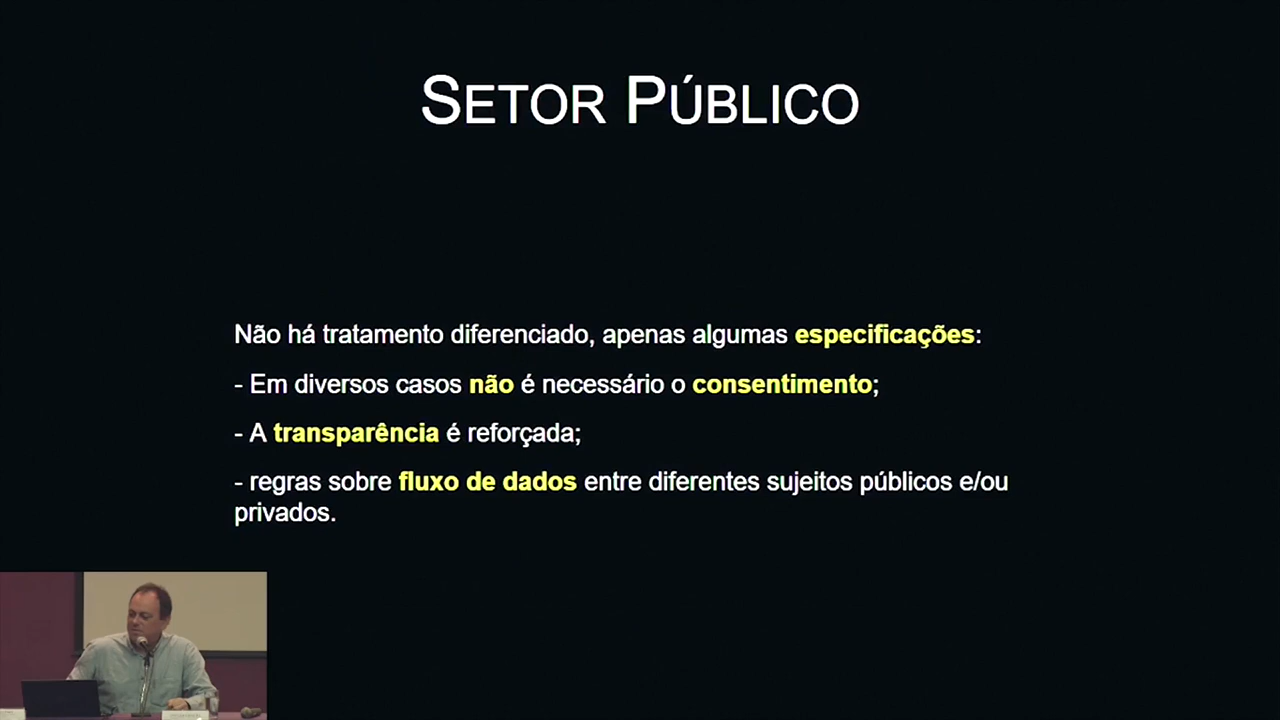 SETOR PÚBLICO
Não há tratamento diferenciado, apenas algumas especificações:
- Em diversos casos não é necessário o consentimento;
- A transparência é reforçada;
- regras sobre fluxo de dados entre diferentes sujeitos públicos e/ou
privados.